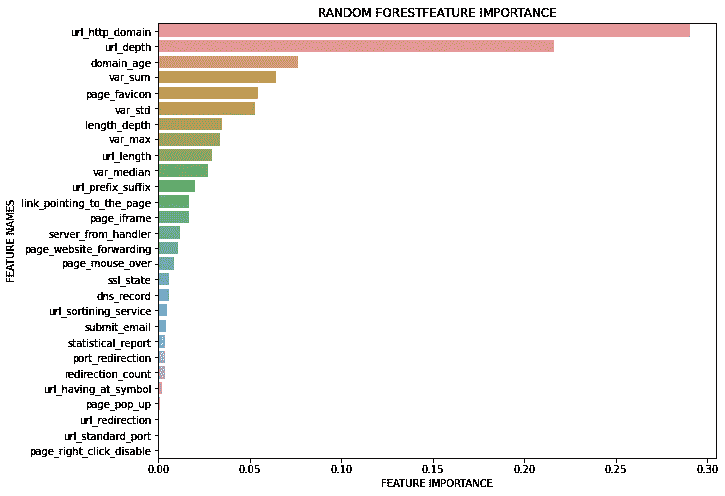 RANDOM FORESTFEATURE IMPORTANCE
url_http_domain
url_depth
domain_age
var_sum
page_favicon
var_std
length_depth
var_max
url_length
var_median
url_prefix_suffix
link_pointing_to_the_page
page_iframe
server_from_handler
page_website_forwarding
page_mouse_over
ssl_state
dns_record
url_sortining_service
submit_email
statistical_report
port_redirection
redirection_count
url_having_at_symbol
page_pop_up
url_redirection
url_standard_port
page_right_click_disable
FEATURE NAMES
0.00 0.05 0.10 0.15 0.20 0.25 0.30
FEATURE IMPORTANCE